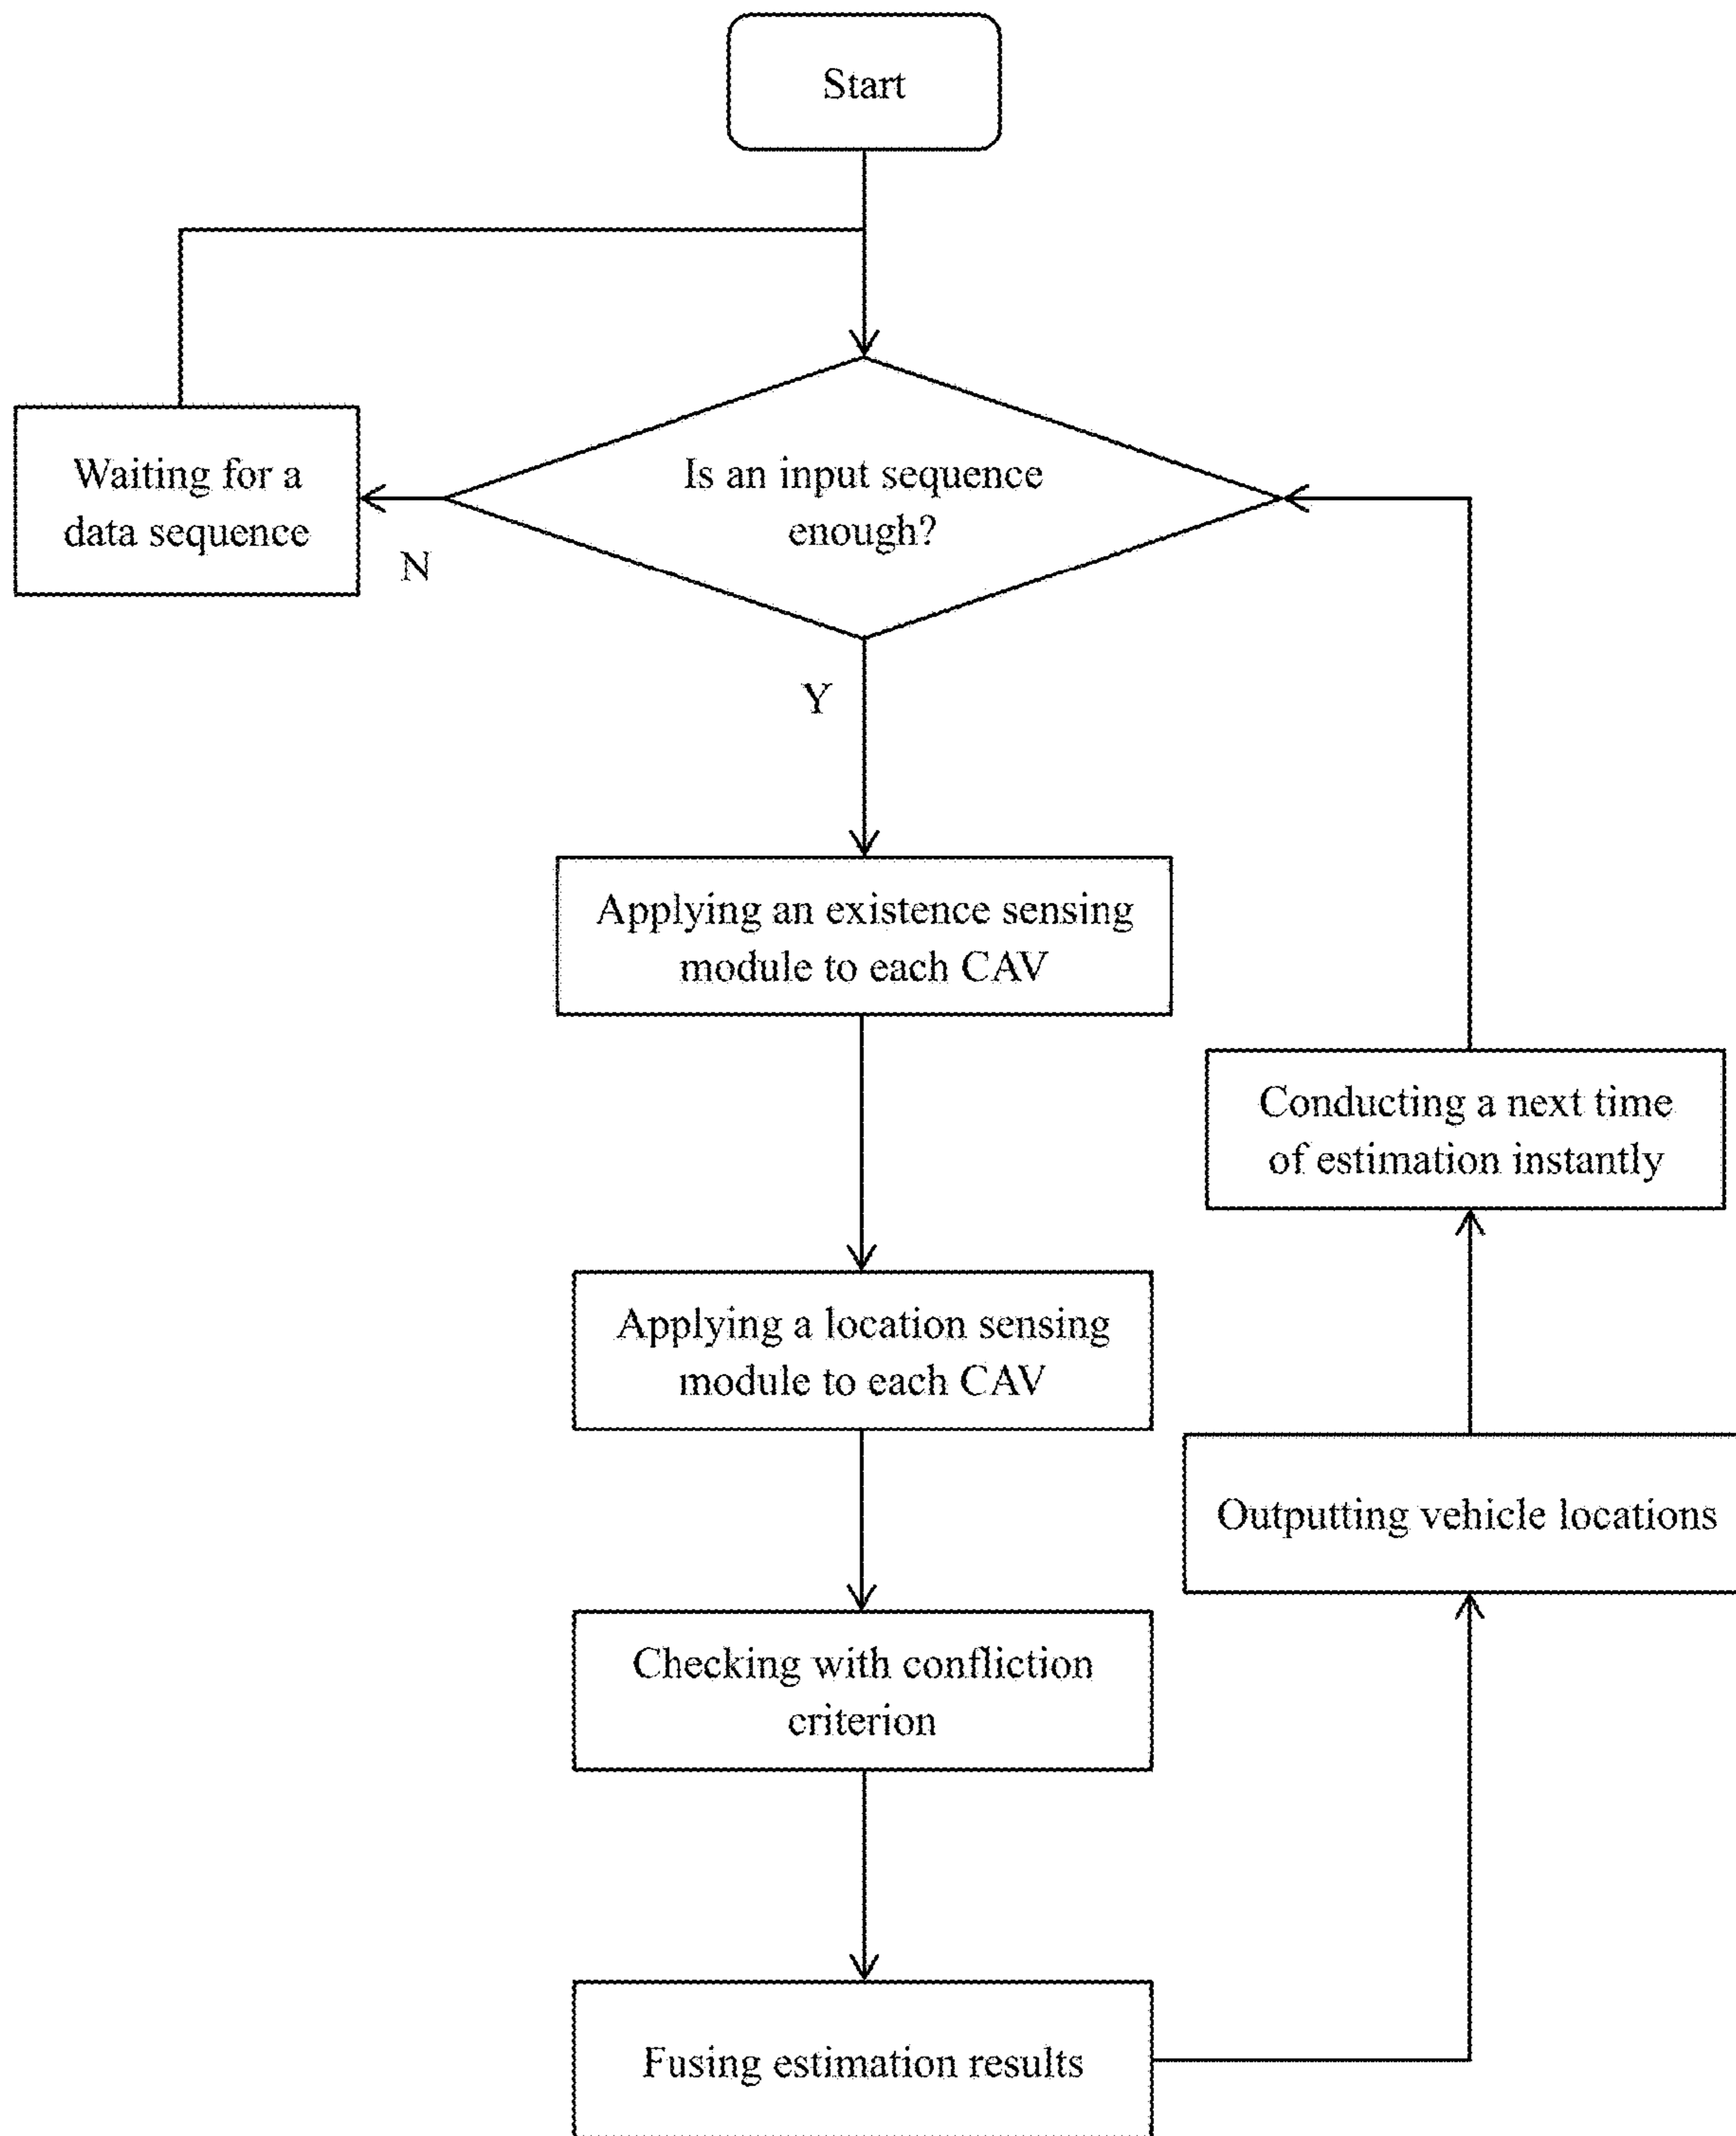 Start
Is an input sequence
enough?
Waiting for a
data sequence
N
Y
Applying an existence sensing
module to each CAV
Applying a location sensing
module to each CAV
Checking with confliction
criterion
Fusing estimation results
Outputting vehicle locations
Conducting a next time
of estimation instantly